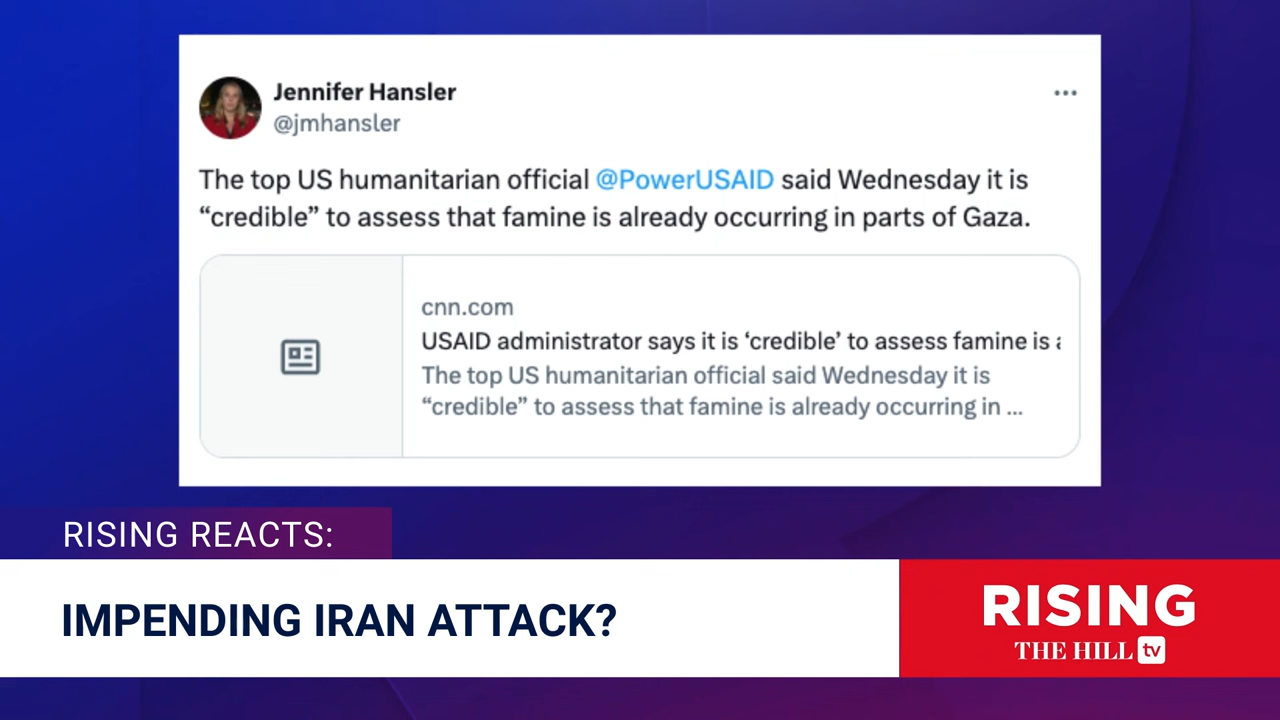 Jennifer Hansler
@jmhansler
The top US humanitarian official @PowerUSAID said Wednesday it is
“credible” to assess that famine is already occurring in parts of Gaza.
cnn.com
USAID administrator says it is ‘credible’ to assess famine is a
The top US humanitarian official said Wednesday it is
“credible” to assess that famine is already occurring in ...
RISING REACTS:
IMPENDING IRAN ATTACK?
RISING
THE HILL tv